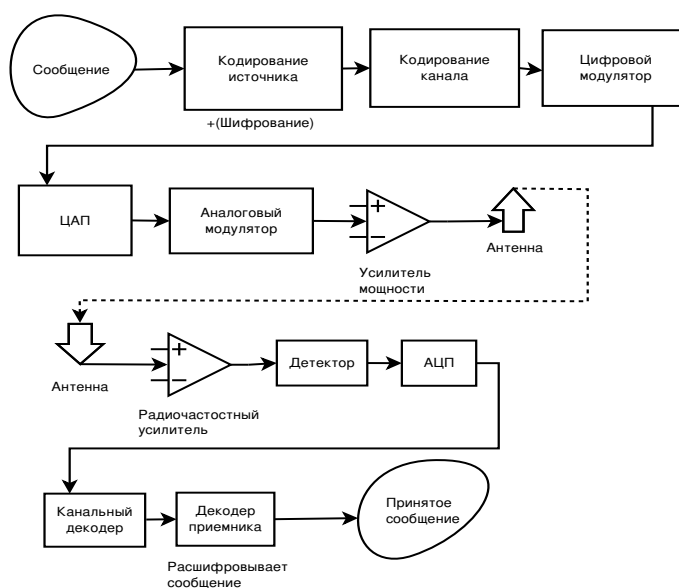 Сообщение
Кодирование
источника
+(Шифрование)
Кодирование
канала
Цифровой
модулятор
ЦАП
Аналоговый
модулятор
Усилитель
мощности
Антенна
Антенна
Радиочастостный
усилитель
Детектор
АЦП
Канальный
декодер
Декодер
приемника
Расшифровывает
сообщение
Принятое
сообщение